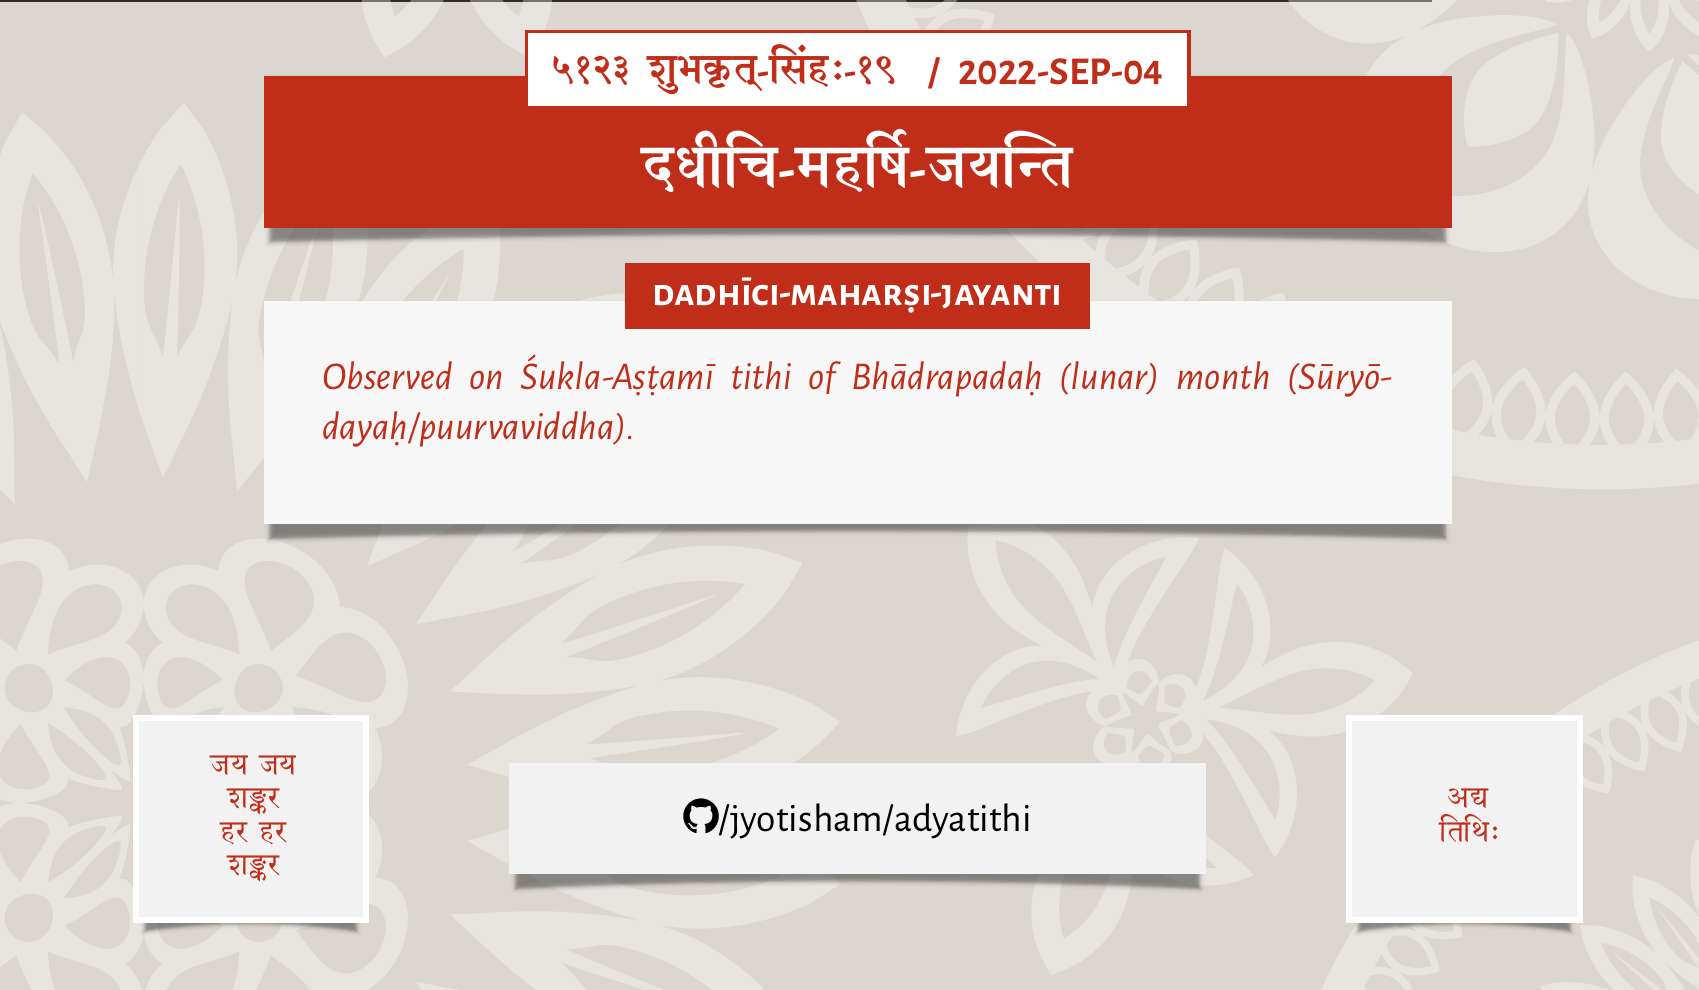 ५१२३ शुभकृत्-सिंहः-१९ / 2022-SEP-04
दधीचि-महर्षि-जयन्ति
DADHĪCI-MAHARṢI-JAYANTI
Observed on Śukla-Aṣṭamī tithi of Bhādrapadaḥ (lunar) month (Sūryō-
dayaḥ/puurvaviddha).
जय जय
शङ्कर
हर हर
शङ्कर
/jyotisham/adyatithi
अद्य
तिथिः